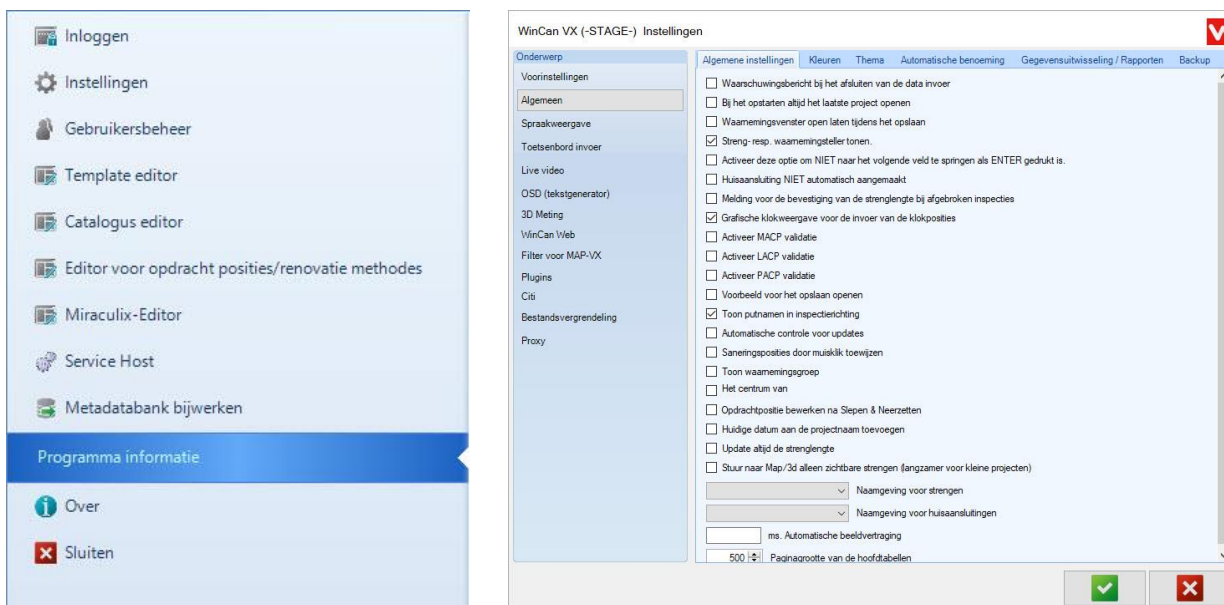 Inloggen
Instellingen
Gebruikersbeheer
Template editor
Catalogus editor
Editor voor opdracht posities/renovatie methodes
Miraculix-Editor
Service Host
Metadatabank bijwerken
Programma informatie
Over
Sluiten
WinCan VX (-STAGE-) Instellingen
Onderwerp
Voorinstellingen
Algemeen
Spraakweergave
Toetsenbord invoer
Live video
OSD (tekstgenerator)
3D Meting
WinCan Web
Filter voor MAP-VX
Plugins
Citi
Bestandsvergrendeling
Proxy
Algemene instellingen Kleuren Thema Automatische benoeming Gegevensuitwisseling / Rapporten Backup
Waarschuwingsbericht bij het afsluiten van de data invoer
Bij het opstarten altijd het laatste project openen
Waarnemingsvenster open laten tijdens het opslaan
Streng- resp. waarnemingsteller tonen.
Activeer deze optie om NIET naar het volgende veld te springen als ENTER gedrukt is.
Huisaansluiting NIET automatisch aangemaakt
Melding voor de bevestiging van de strenglengte bij afgebroken inspecties
Grafische klokweergave voor de invoer van de klokposities
Activeer MACP validatie
Activeer LACP validatie
Activeer PACP validatie
Voorbeeld voor het opslaan openen
Toon putnamen in inspectierichting
Automatische controle voor updates
Saneringsposities door muisklik toewijzen
Toon waarnemingsgroep
Het centrum van
Opdrachtpositie bewerken na Slepen & Neerzetten
Huidige datum aan de projectnaam toevoegen
Update altijd de strenglengte
Stuur naar Map/3d alleen zichtbare strengen (langzamer voor kleine projecten)
Naamgeving voor strengen
Naamgeving voor huisaansluitingen
ms. Automatische beeldvertraging
500 Paginagrootte van de hoofdtabellen